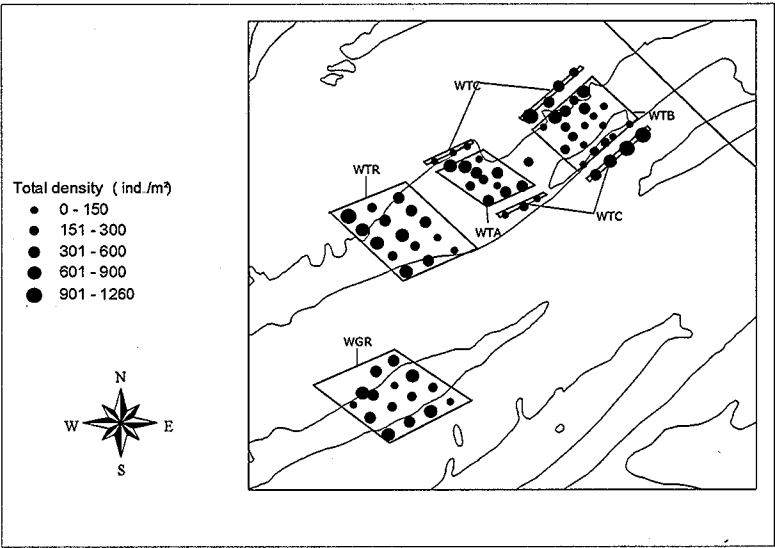 Total density ( ind./m²)
0 - 150
151 - 300
301 - 600
601 - 900
901 - 1260
N
W E
S
WTC
WTB
WTR
WTA
WTC
WGR